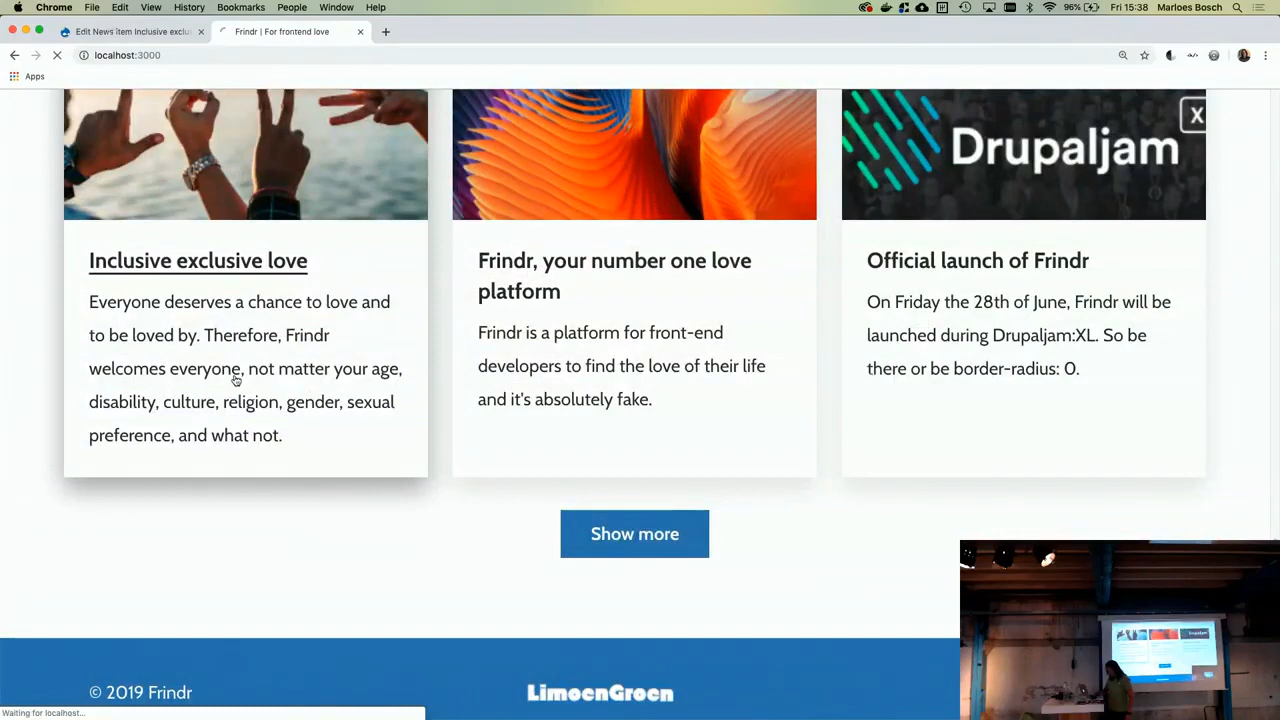 Chrome File Edit View History Bookmarks People Window Help 96% Fri 15:38 Marloes Bosch
Edit News item Inclusive exclus
Frindr | For frontend love
localhost:3000
Apps
X
Drupaljam
Inclusive exclusive love
Everyone deserves a chance to love and
to be loved by. Therefore, Frindr
welcomes everyone, not matter your age,
disability, culture, religion, gender, sexual
preference, and what not.
Frindr, your number one love
platform
Frindr is a platform for front-end
developers to find the love of their life
and it's absolutely fake.
Official launch of Frindr
On Friday the 28th of June, Frindr will be
launched during Drupaljam:XL. So be
there or be border-radius: 0.
Show more
© 2019 Frindr
LimoenGroen
Waiting for localhost...